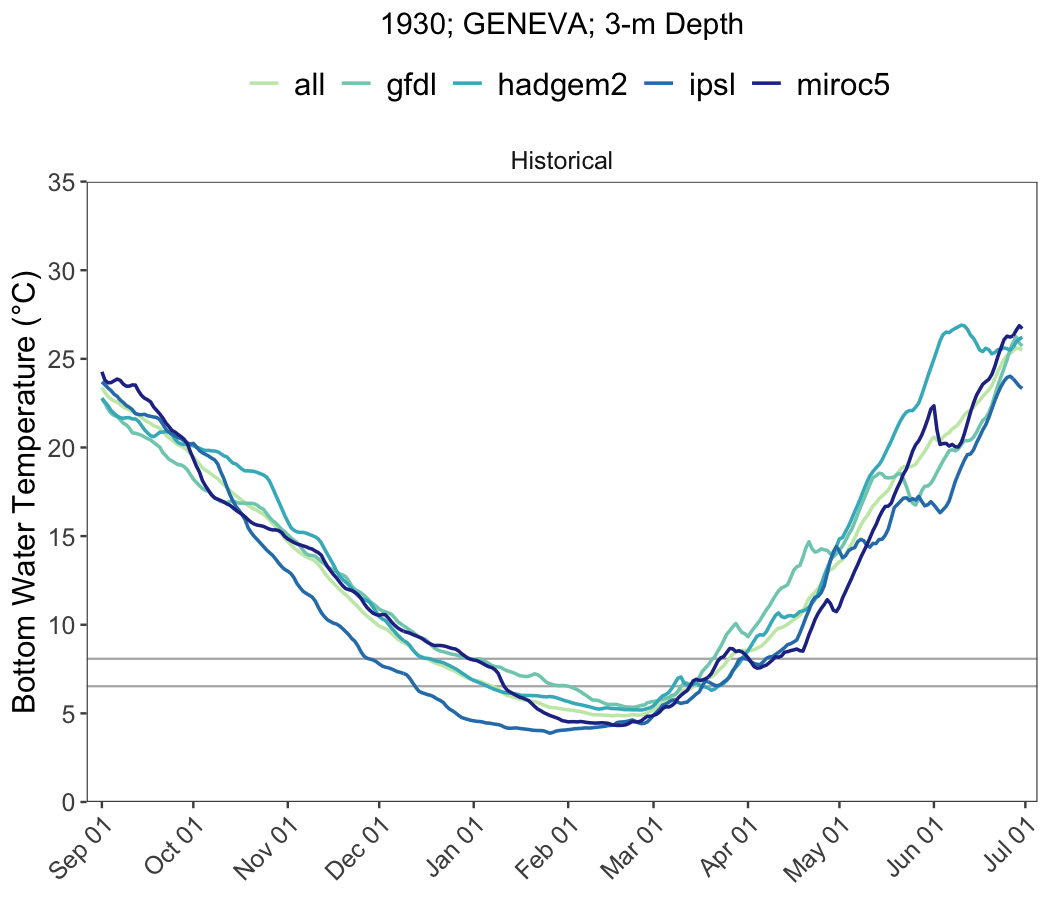 1930; GENEVA; 3-m Depth
all gfdl hadgem2 ipsl miroc5
Historical
Bottom Water Temperature (°C)
35
30
25
20
15
10
5
0
Sep 01 Oct 01 Nov 01 Dec 01 Jan 01 Feb 01 Mar 01 Apr 01 May 01 Jun 01 Jul 01